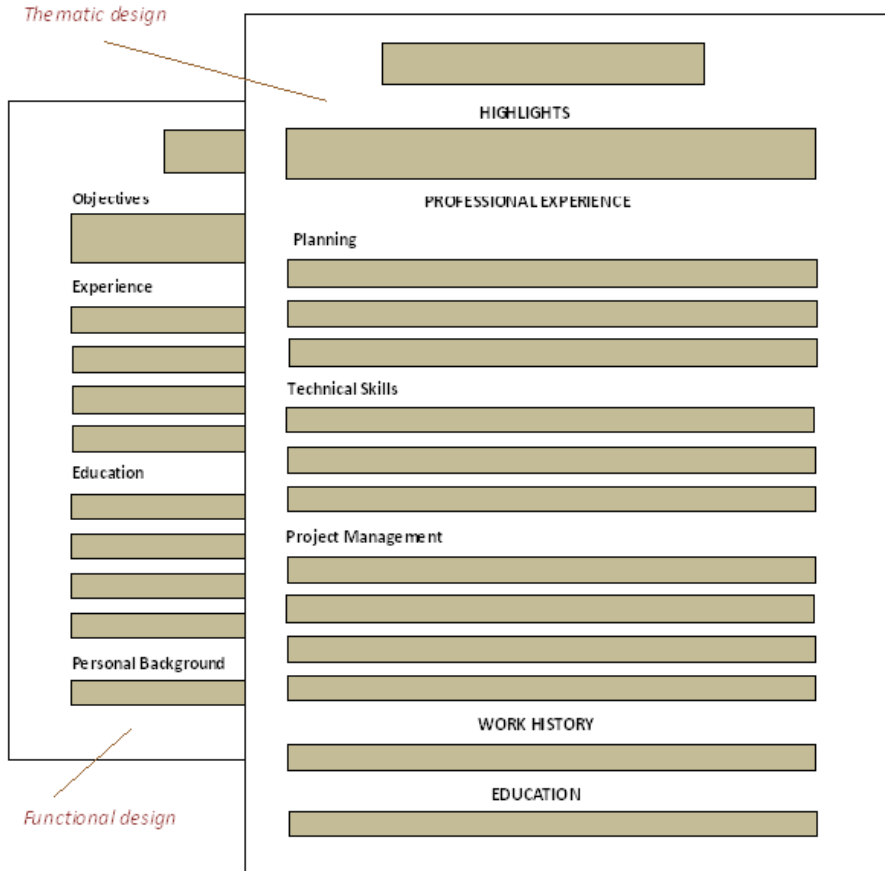 Thematic design
HIGHLIGHTS
PROFESSIONAL EXPERIENCE
Planning
Technical Skills
Project Management
WORK HISTORY
EDUCATION
Objectives
Experience
Education
Personal Background
Functional design